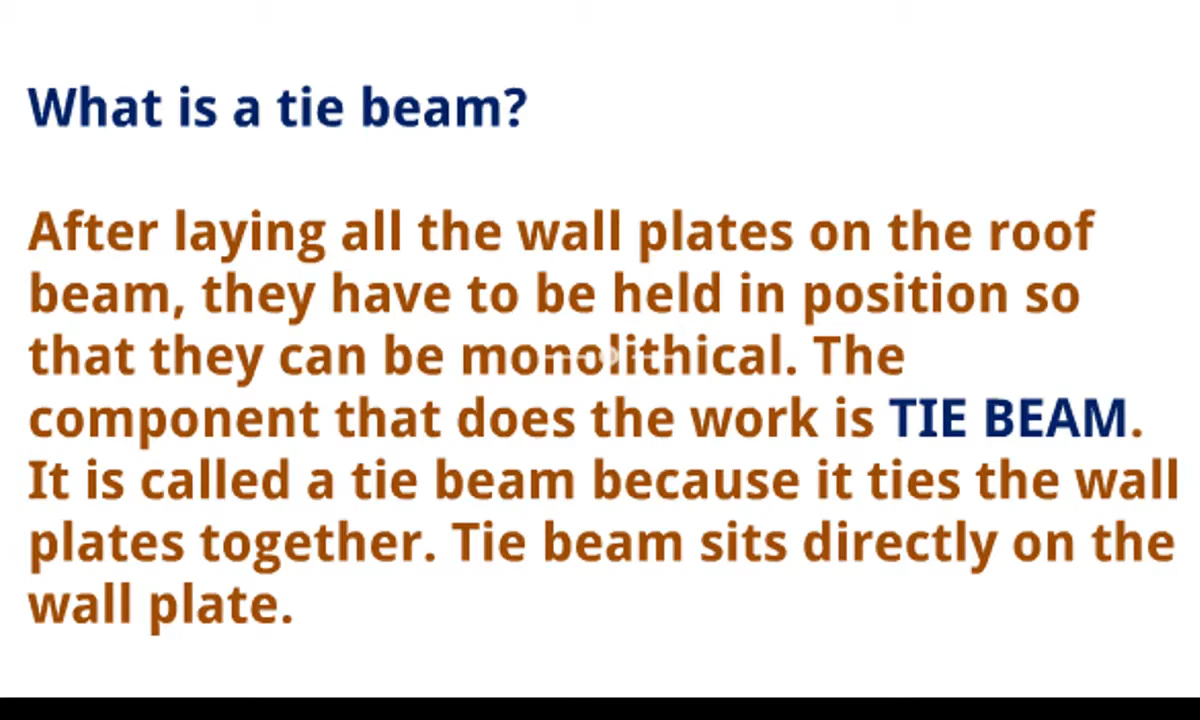 What is a tie beam?
After laying all the wall plates on the roof
beam, they have to be held in position so
that they can be monolithical. The
component that does the work is TIE BEAM.
It is called a tie beam because it ties the wall
plates together. Tie beam sits directly on the
wall plate.